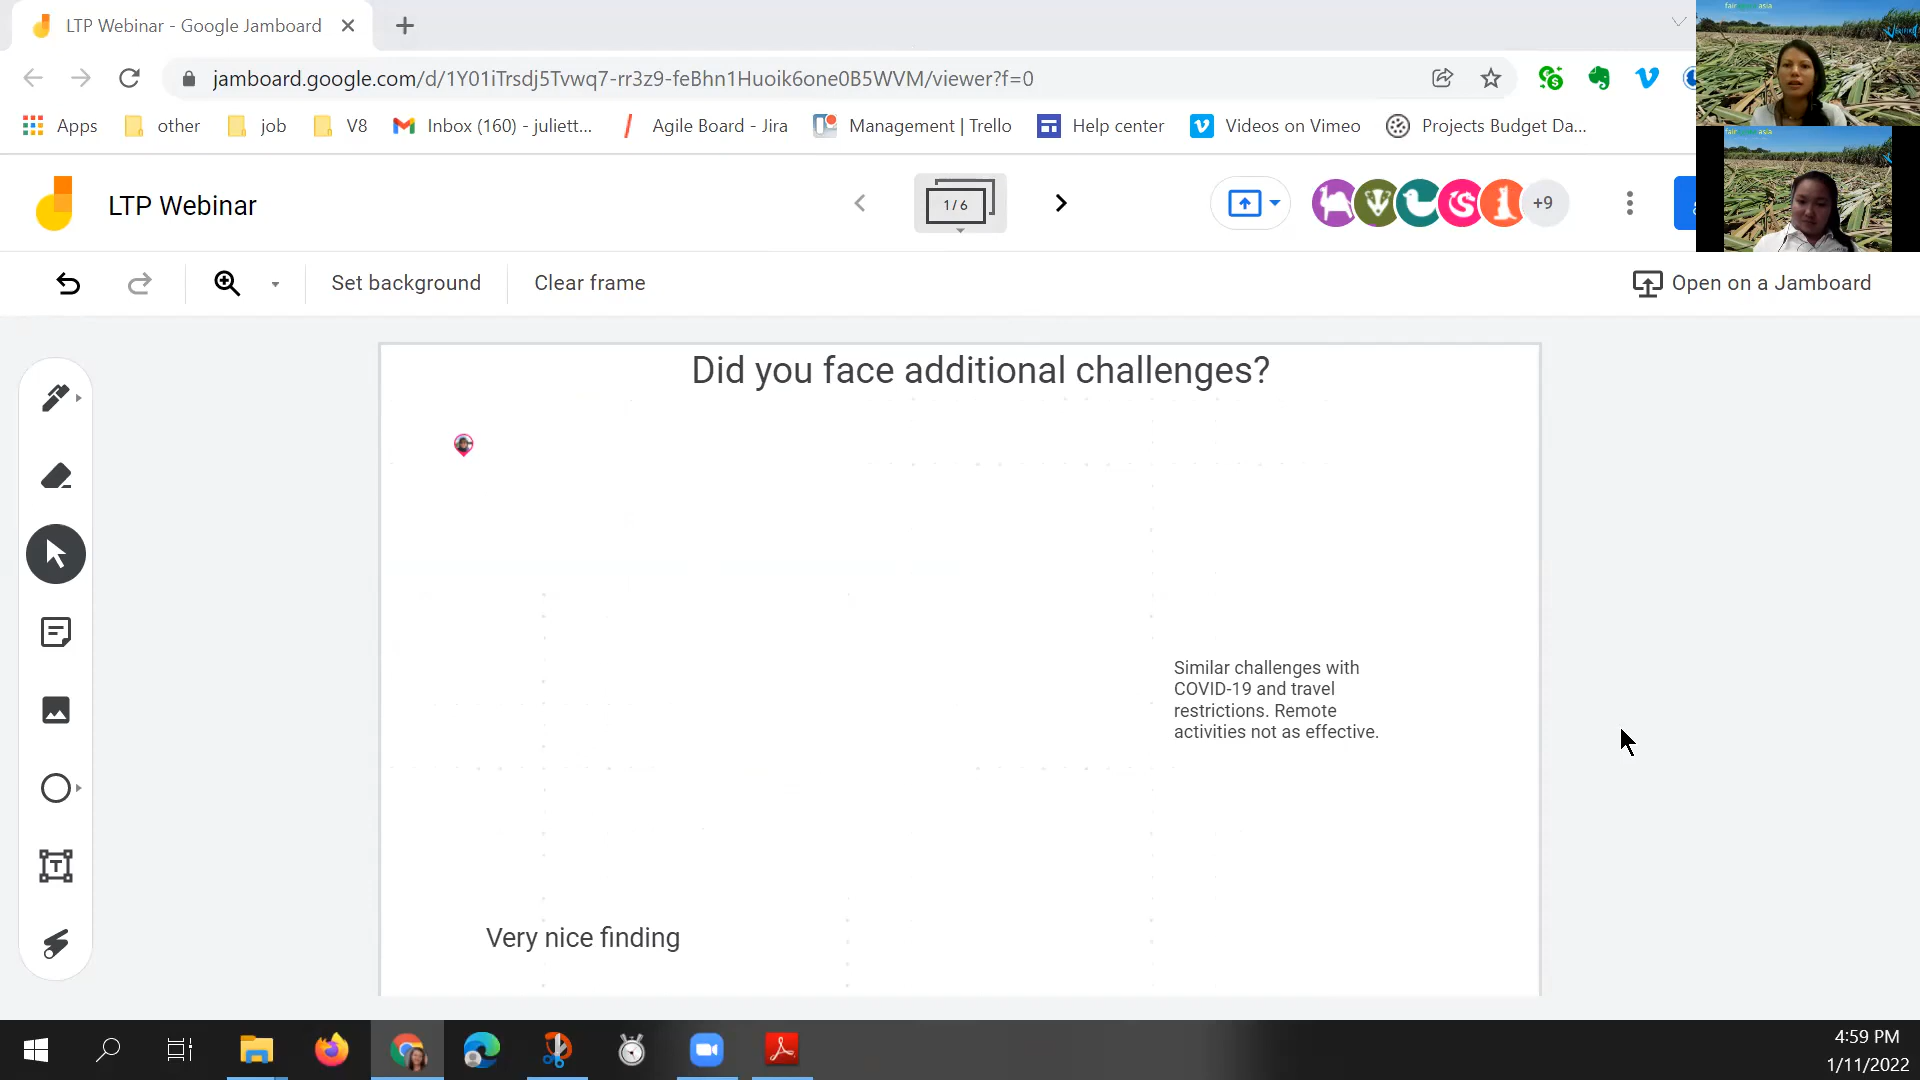 LTP Webinar - Google Jamboard
jamboard.google.com/d/1Y01iTrsdj5Tvwq7-rr3z9-feBhn1Huoik6one0B5WVM/viewer?f=0
Apps
other
job
V8
Inbox (160) - juliett...
Agile Board - Jira
Management | Trello
Help center
Videos on Vimeo
Projects Budget Da...
LTP Webinar
1/6
+9
Set background
Clear frame
Open on a Jamboard
Did you face additional challenges?
Similar challenges with
COVID-19 and travel
restrictions. Remote
activities not as effective.
Very nice finding
4:59 PM
1/11/2022